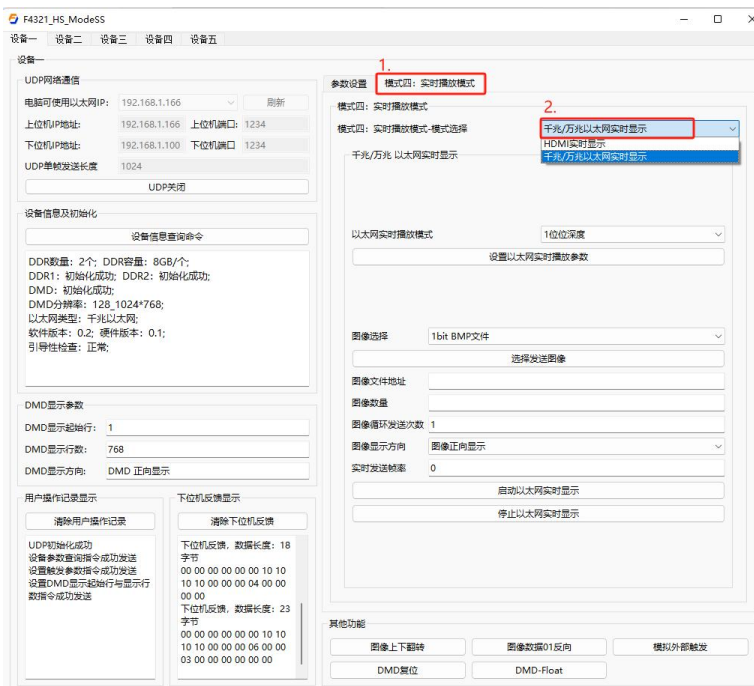 F4321_HS_ModeSS
设备一 设备二 设备三 设备四 设备五
设备一
UDP网络通信
电脑可使用以太网IP: 192.168.1.166 刷新
上位机IP地址: 192.168.1.166 上位机端口: 1234
下位机IP地址: 192.168.1.100 下位机端口 1234
UDP单帧发送长度 1024
UDP关闭
设备信息及初始化
设备信息查询命令
DDR数量: 2个; DDR容量: 8GB/个;
DDR1: 初始化成功; DDR2: 初始化成功;
DMD: 初始化成功;
DMD分辨率: 128_1024*768;
以太网类型: 千兆以太网;
软件版本: 0.2; 硬件版本: 0.1;
引导性检查: 正常;
DMD显示参数
DMD显示起始行: 1
DMD显示行数: 768
DMD显示方向: DMD 正向显示
用户操作记录显示
清除用户操作记录
UDP初始化成功
设备参数查询指令成功发送
设置触发参数指令成功发送
设置DMD显示起始行与显示行
数指令成功发送
下位机反馈显示
清除下位机反馈
下位机反馈, 数据长度: 18
字节
00 00 00 00 00 00 10 10
10 10 00 00 00 04 00 00
00 00
下位机反馈, 数据长度: 23
字节
00 00 00 00 00 00 10 10
10 10 00 00 00 06 00 00
03 00 00 00 00 00 00
1.
参数设置 模式四: 实时播放模式
模式四: 实时播放模式
2.
模式四: 实时播放模式-模式选择 千兆/万兆以太网实时显示
HDMI实时显示
千兆/万兆以太网实时显示
千兆/万兆 以太网实时显示
以太网实时播放模式 1位位深度
设置以太网实时播放参数
图像选择 1bit BMP文件
选择发送图像
图像文件地址
图像数量
图像循环发送次数 1
图像显示方向 图像正向显示
实时发送帧率 0
启动以太网实时显示
停止以太网实时显示
其他功能
图像上下翻转 图像数据01反向 模拟外部触发
DMD复位 DMD-Float